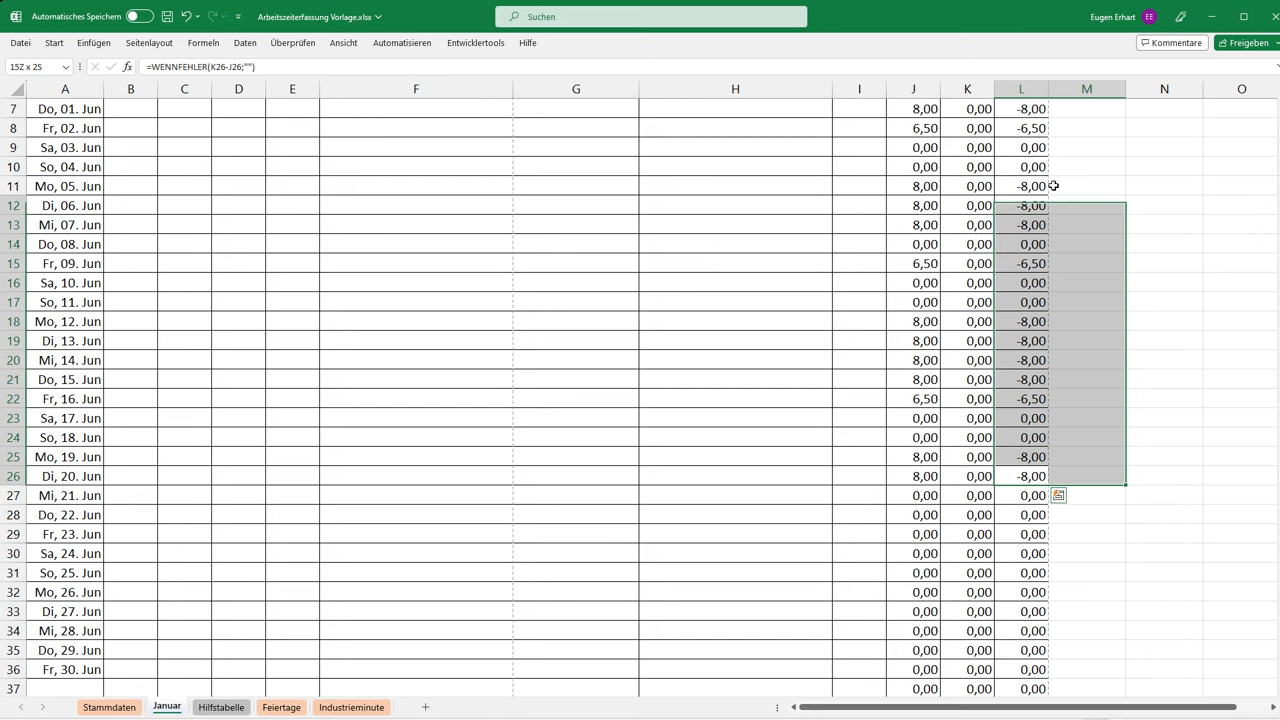 Automatisches Speichern Arbeitszeiterfassung Vorlage.xlsx Suchen Eugen Erhart EE
Datei Start Einfügen Seitenlayout Formeln Daten Überprüfen Ansicht Automatisieren Entwicklertools Hilfe Kommentare Freigeben
15Z x 2S fx =WENNFEHLER(K26-J26;"")
A B C D E F G H I J K L M N O
7 Do, 01. Jun 8,00 0,00 -8,00
8 Fr, 02. Jun 6,50 0,00 -6,50
9 Sa, 03. Jun 0,00 0,00 0,00
10 So, 04. Jun 0,00 0,00 0,00
11 Mo, 05. Jun 8,00 0,00 -8,00
12 Di, 06. Jun 8,00 0,00 -8,00
13 Mi, 07. Jun 8,00 0,00 -8,00
14 Do, 08. Jun 0,00 0,00 0,00
15 Fr, 09. Jun 6,50 0,00 -6,50
16 Sa, 10. Jun 0,00 0,00 0,00
17 So, 11. Jun 0,00 0,00 0,00
18 Mo, 12. Jun 8,00 0,00 -8,00
19 Di, 13. Jun 8,00 0,00 -8,00
20 Mi, 14. Jun 8,00 0,00 -8,00
21 Do, 15. Jun 8,00 0,00 -8,00
22 Fr, 16. Jun 6,50 0,00 -6,50
23 Sa, 17. Jun 0,00 0,00 0,00
24 So, 18. Jun 0,00 0,00 0,00
25 Mo, 19. Jun 8,00 0,00 -8,00
26 Di, 20. Jun 8,00 0,00 -8,00
27 Mi, 21. Jun 0,00 0,00 0,00
28 Do, 22. Jun 0,00 0,00 0,00
29 Fr, 23. Jun 0,00 0,00 0,00
30 Sa, 24. Jun 0,00 0,00 0,00
31 So, 25. Jun 0,00 0,00 0,00
32 Mo, 26. Jun 0,00 0,00 0,00
33 Di, 27. Jun 0,00 0,00 0,00
34 Mi, 28. Jun 0,00 0,00 0,00
35 Do, 29. Jun 0,00 0,00 0,00
36 Fr, 30. Jun 0,00 0,00 0,00
37 0,00 0,00 0,00
Stammdaten Januar Hilfstabelle Feiertage Industrieminute